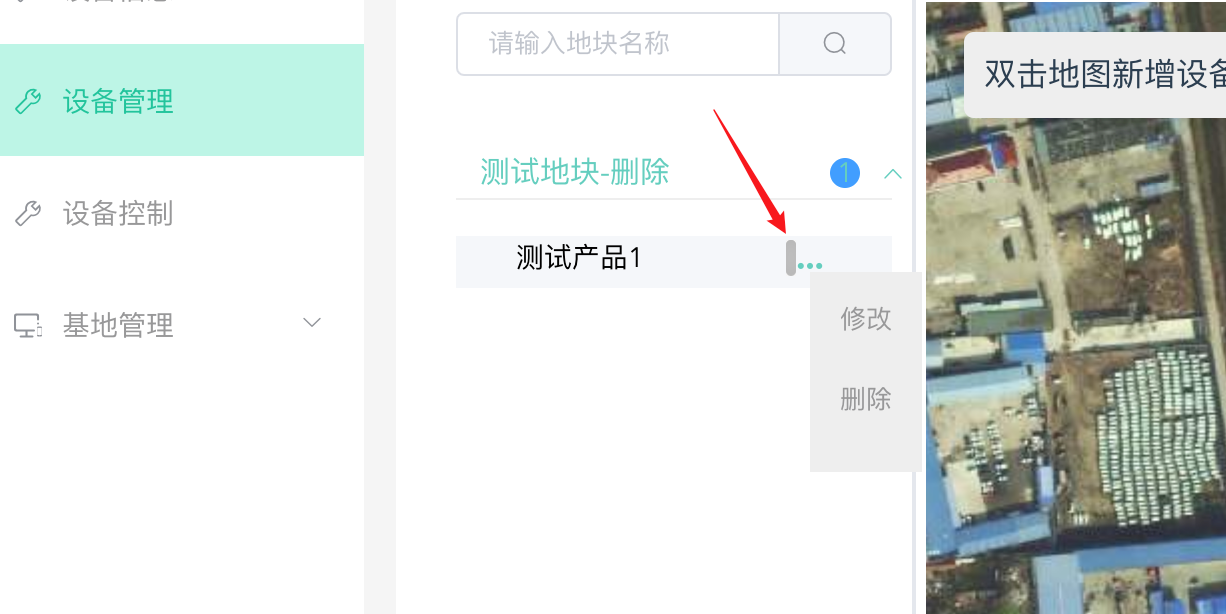 设备管理
设备控制
基地管理
请输入地块名称
测试地块-删除
1
测试产品1
修改
删除
双击地图新增设备